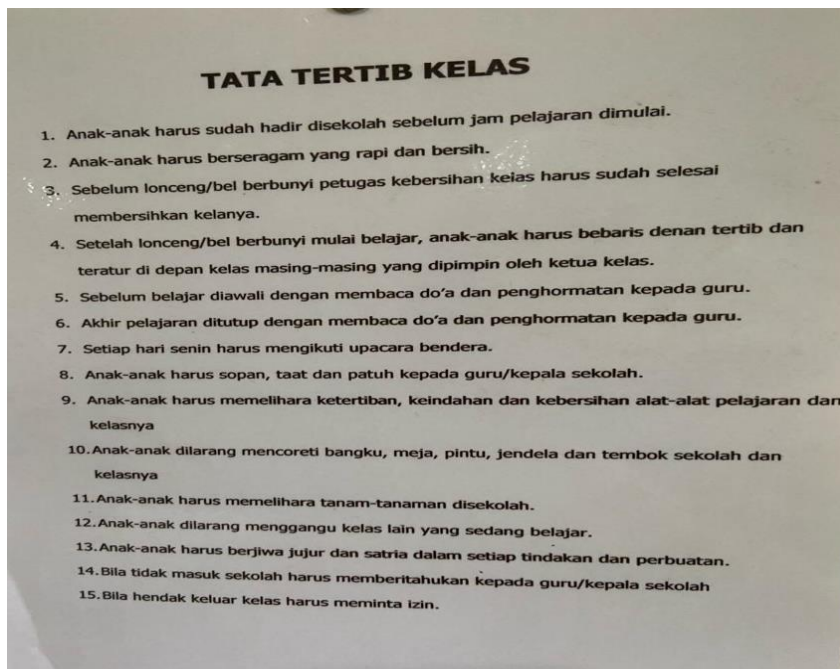 TATA TERTIB KELAS
1. Anak-anak harus sudah hadir disekolah sebelum jam pelajaran dimulai.
2. Anak-anak harus berseragam yang rapi dan bersih.
3. Sebelum lonceng/bel berbunyi petugas kebersihan kelas harus sudah selesai
membersihkan kelanya.
4. Setelah lonceng/bel berbunyi mulai belajar, anak-anak harus bebaris denan tertib dan
teratur di depan kelas masing-masing yang dipimpin oleh ketua kelas.
5. Sebelum belajar diawali dengan membaca do'a dan penghormatan kepada guru.
6. Akhir pelajaran ditutup dengan membaca do'a dan penghormatan kepada guru.
7. Setiap hari senin harus mengikuti upacara bendera.
8. Anak-anak harus sopan, taat dan patuh kepada guru/kepala sekolah.
9. Anak-anak harus memelihara ketertiban, keindahan dan kebersihan alat-alat pelajaran dan
kelasnya
10.Anak-anak dilarang mencoreti bangku, meja, pintu, jendela dan tembok sekolah dan
kelasnya
11.Anak-anak harus memelihara tanam-tanaman disekolah.
12.Anak-anak dilarang menggangu kelas lain yang sedang belajar.
13.Anak-anak harus berjiwa jujur dan satria dalam setiap tindakan dan perbuatan.
14.Bila tidak masuk sekolah harus memberitahukan kepada guru/kepala sekolah
15.Bila hendak keluar kelas harus meminta izin.